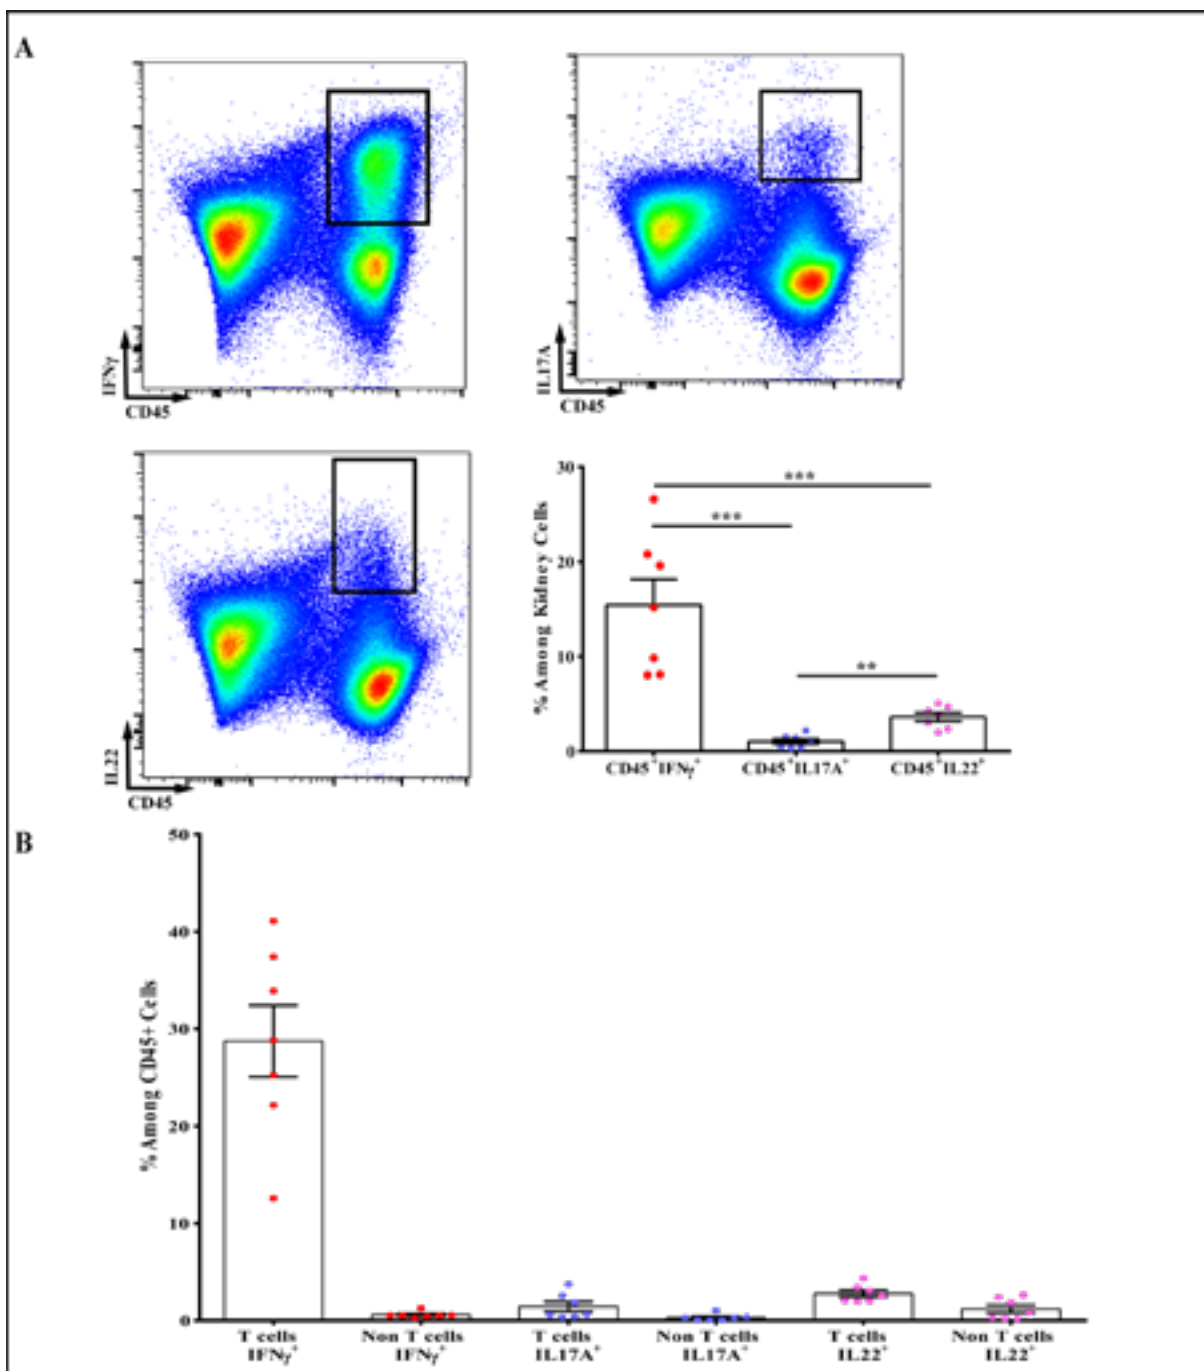 A
IFNγ
CD45
IL17A
CD45
IL22
CD45
% Among Kidney Cells
30
20
10
0
***
***
**
CD45⁺IFNγ⁺
CD45⁺IL17A⁺
CD45⁺IL22⁺
B
% Among CD45+ Cells
50
40
30
20
10
0
T cells Non T cells T cells Non T cells T cells Non T cells
IFNγ⁺ IFNγ⁺ IL17A⁺ IL17A⁺ IL22⁺ IL22⁺